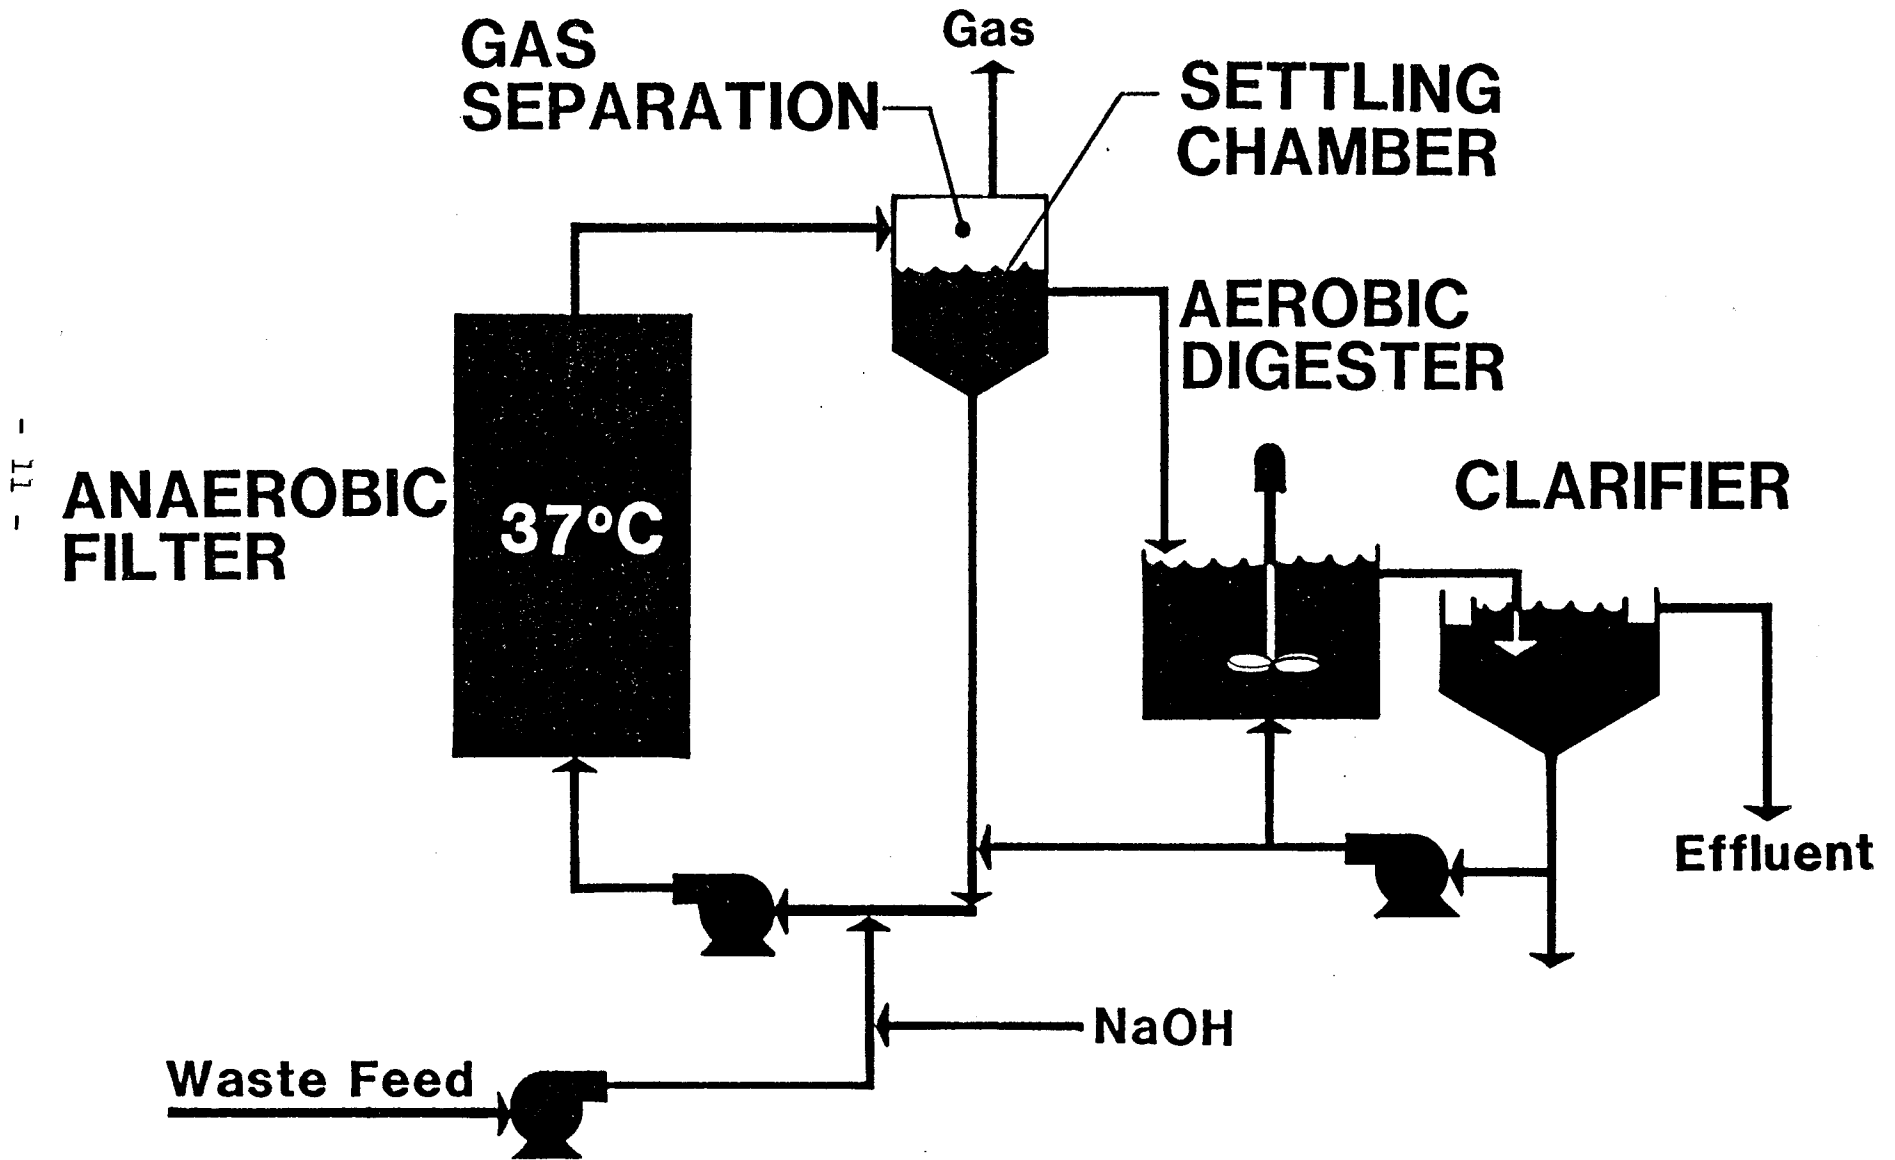 Gas
GAS
SEPARATION
SETTLING
CHAMBER
AEROBIC
DIGESTER
CLARIFIER
ANAEROBIC
FILTER
37°C
Effluent
NaOH
Waste Feed
- 11 -